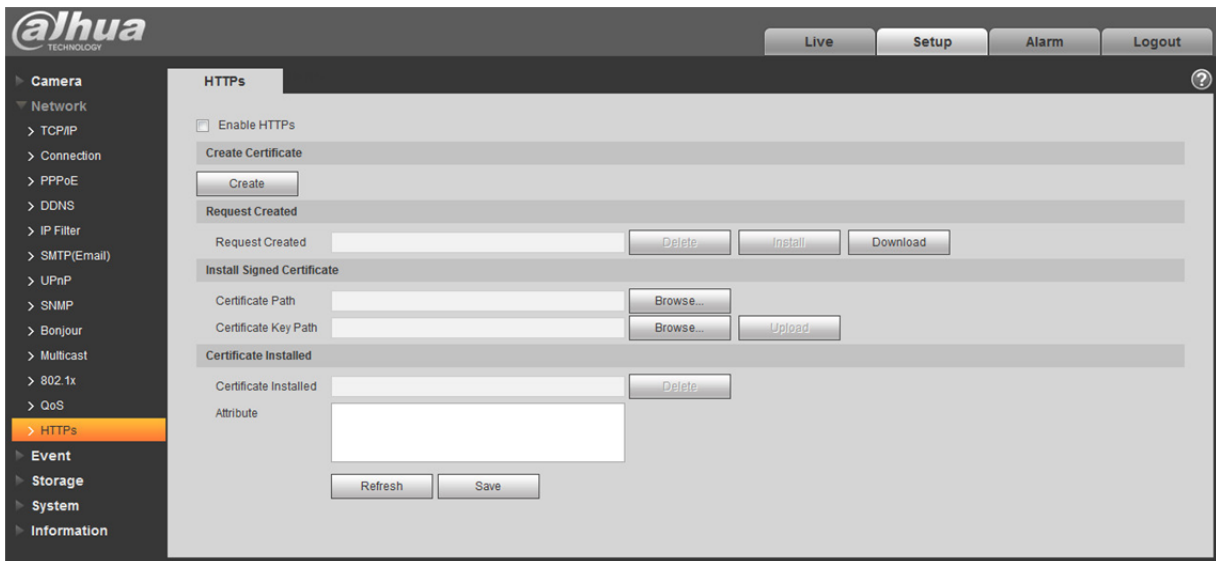 alhua
TECHNOLOGY
Live Setup Alarm Logout
Camera
Network
TCP/IP
Connection
PPPoE
DDNS
IP Filter
SMTP(Email)
UPnP
SNMP
Bonjour
Multicast
802.1x
QoS
HTTPs
Event
Storage
System
Information
HTTPs ?
Enable HTTPs
Create Certificate
Create
Request Created
Request Created Delete Install Download
Install Signed Certificate
Certificate Path Browse...
Certificate Key Path Browse... Upload
Certificate Installed
Certificate Installed Delete
Attribute
Refresh Save